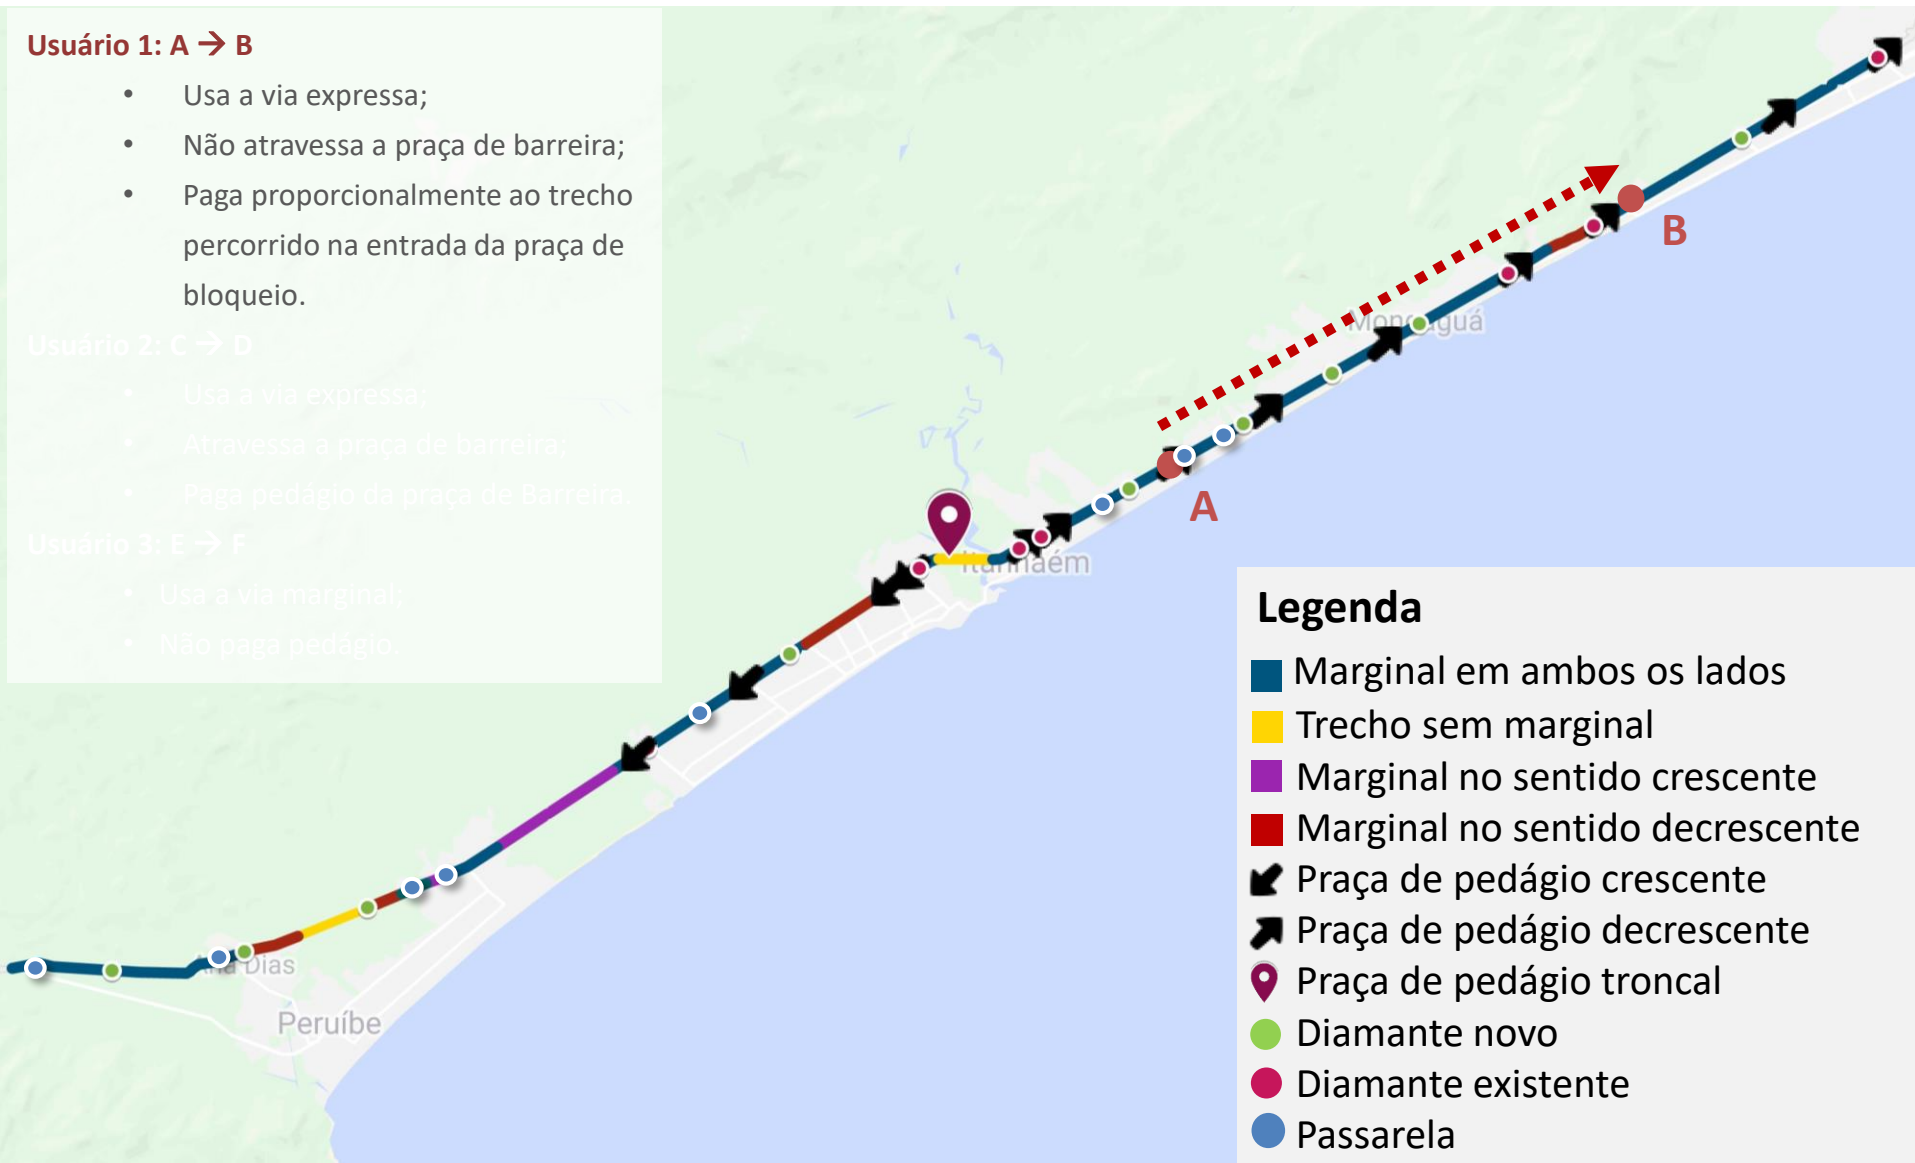 Usuário 1: A → B
• Usa a via expressa;
• Não atravessa a praça de barreira;
• Paga proporcionalmente ao trecho
percorrido na entrada da praça de
bloqueio.
Usuário 2: C → D
• Usa a via expressa;
• Atravessa a praça de barreira;
• Paga pedágio da praça de Barreira.
Usuário 3: E → F
• Usa a via marginal;
• Não paga pedágio.
B
Mongaguá
A
Itanhaém
Ana Dias
Peruíbe
Legenda
Marginal em ambos os lados
Trecho sem marginal
Marginal no sentido crescente
Marginal no sentido decrescente
Praça de pedágio crescente
Praça de pedágio decrescente
Praça de pedágio troncal
Diamante novo
Diamante existente
Passarela